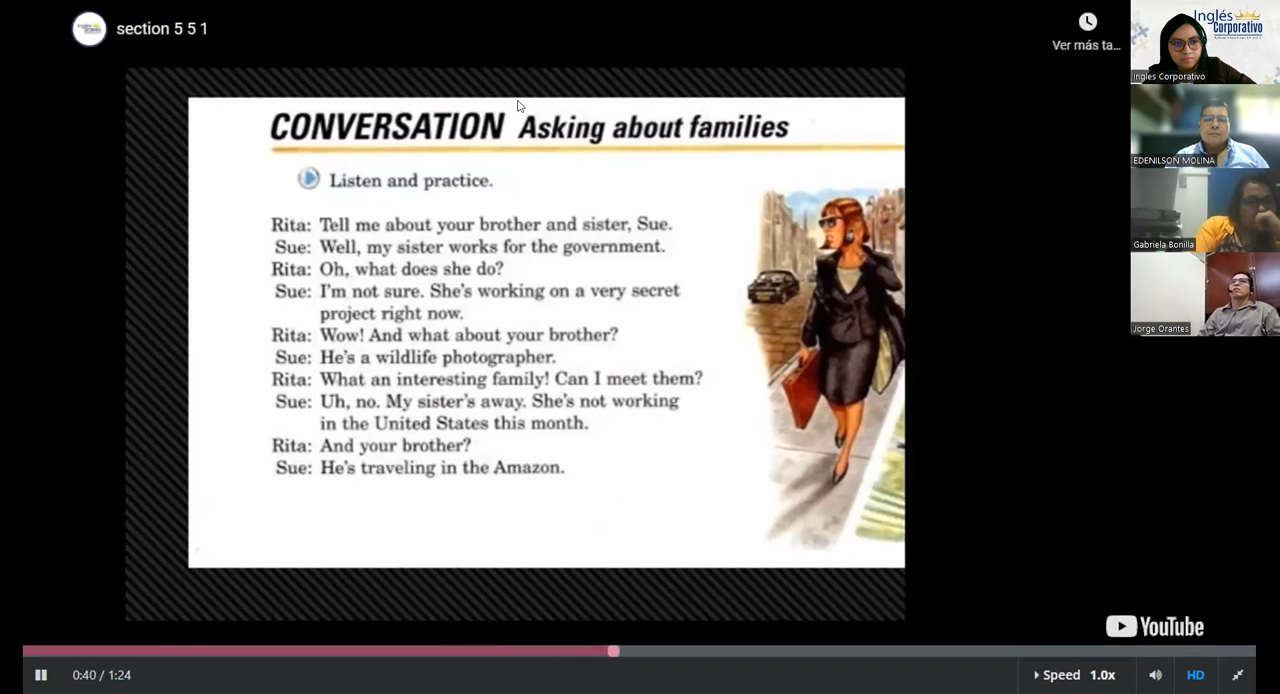 section 5 5 1
Ver más ta...
Inglés
Corporativo
Ingles Corporativo
EDENILSON MOLINA
Gabriela Bonilla
Jorge Orantes
CONVERSATION Asking about families
Listen and practice.
Rita: Tell me about your brother and sister, Sue.
Sue: Well, my sister works for the government.
Rita: Oh, what does she do?
Sue: I'm not sure. She's working on a very secret
project right now.
Rita: Wow! And what about your brother?
Sue: He's a wildlife photographer.
Rita: What an interesting family! Can I meet them?
Sue: Uh, no. My sister's away. She's not working
in the United States this month.
Rita: And your brother?
Sue: He's traveling in the Amazon.
YouTube
0:40 / 1:24
Speed 1.0x
HD